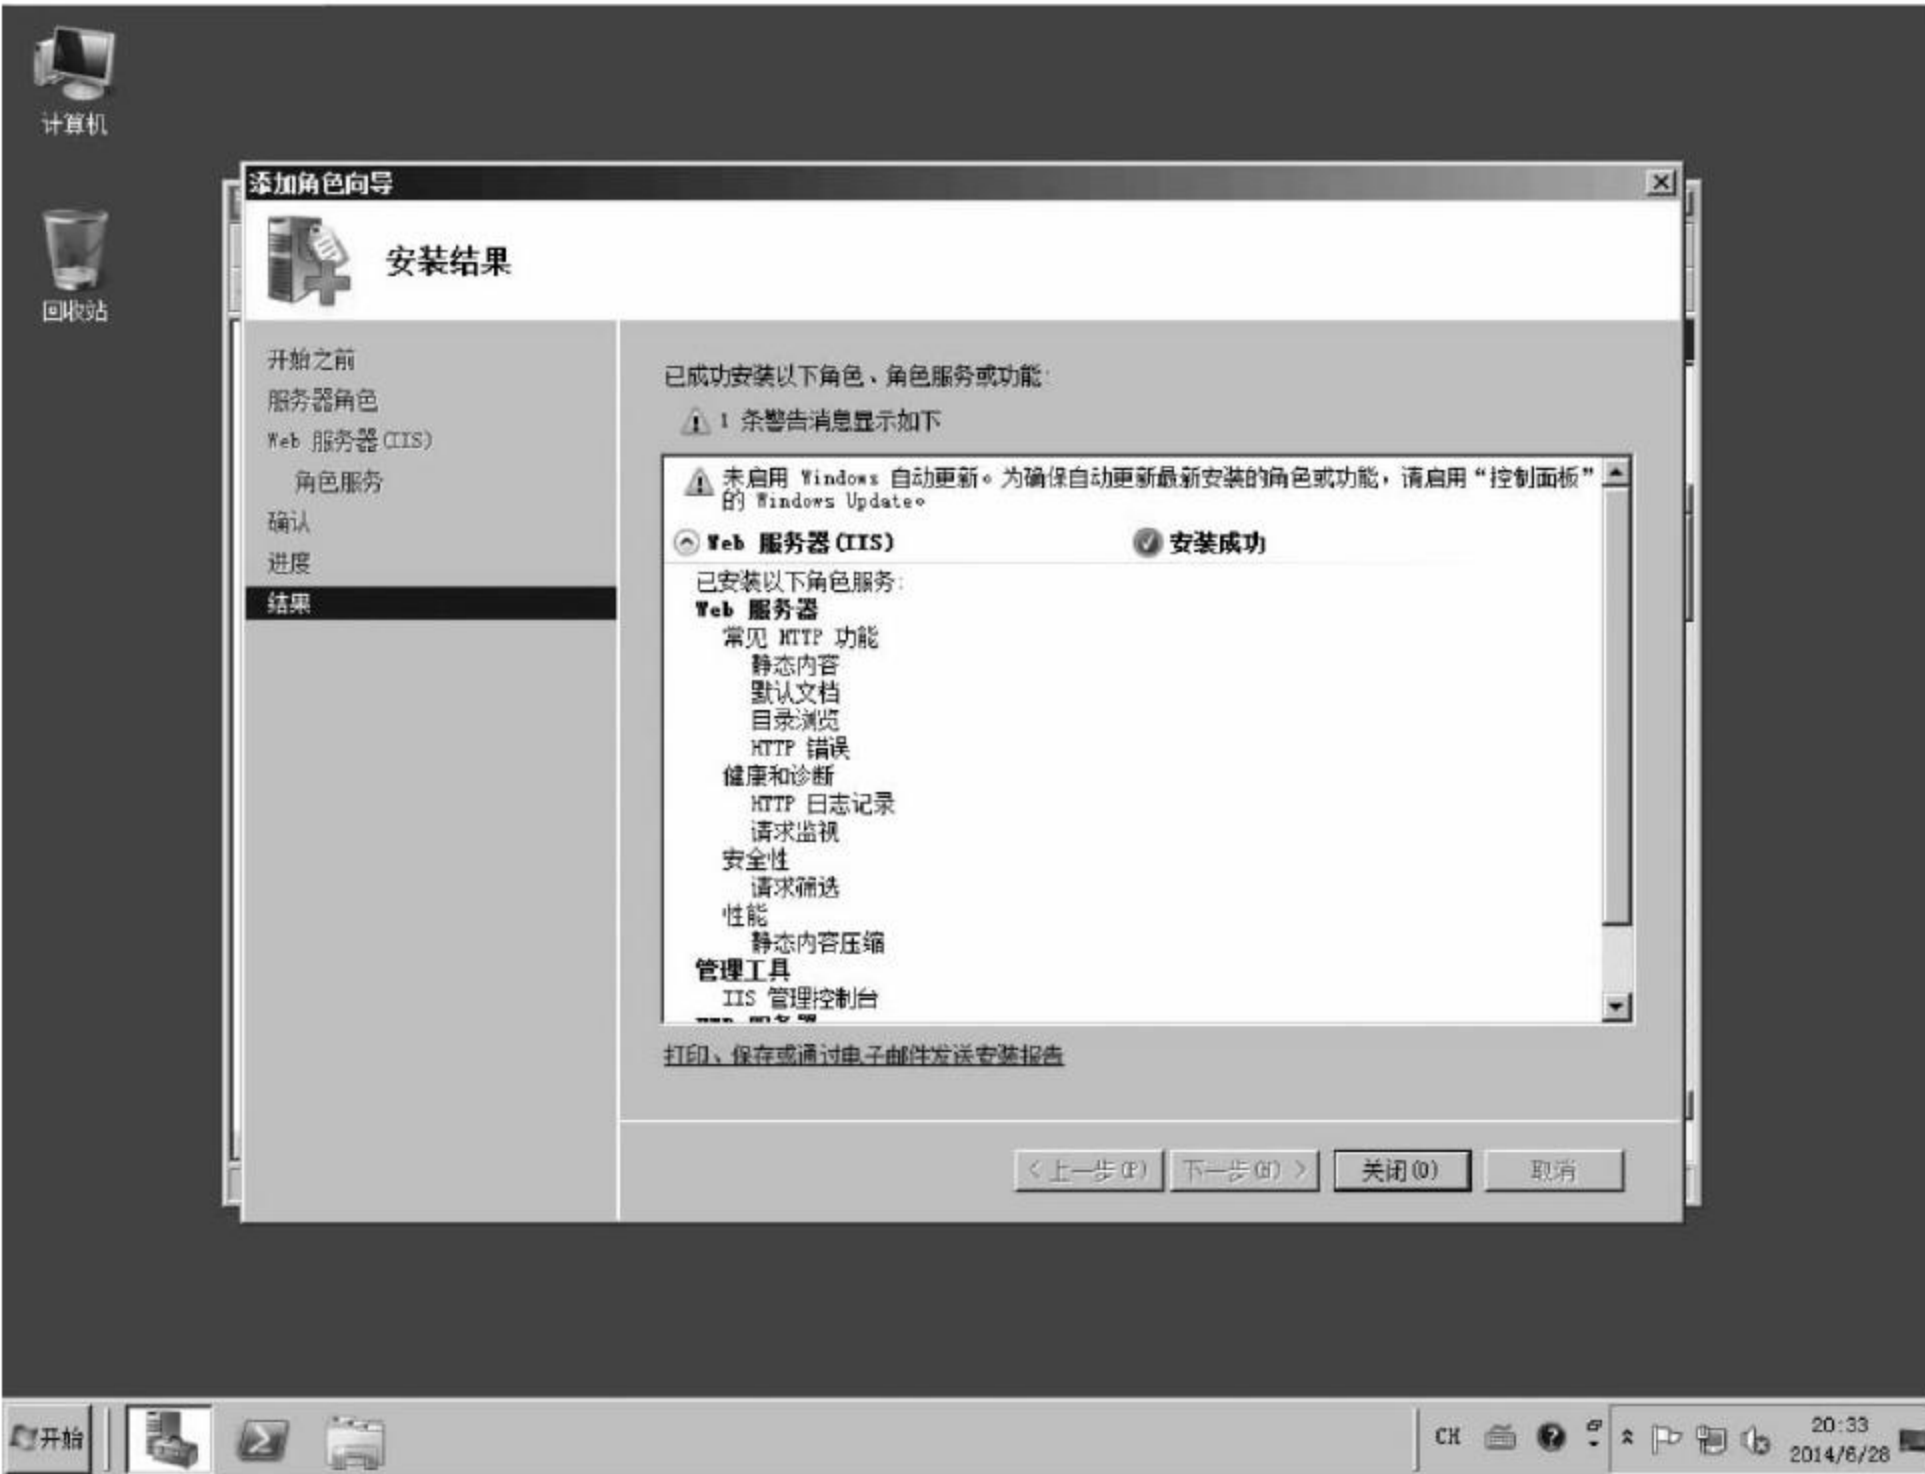 计算机
回收站
添加角色向导
安装结果
开始之前
服务器角色
Web 服务器(IIS)
角色服务
确认
进度
结果
已成功安装以下角色、角色服务或功能:
1 条警告消息显示如下
未启用 Windows 自动更新。为确保自动更新最新安装的角色或功能，请启用“控制面板”
的 Windows Update。
Web 服务器(IIS) 安装成功
已安装以下角色服务:
Web 服务器
常见 HTTP 功能
静态内容
默认文档
目录浏览
HTTP 错误
健康和诊断
HTTP 日志记录
请求监视
安全性
请求筛选
性能
静态内容压缩
管理工具
IIS 管理控制台
打印、保存或通过电子邮件发送安装报告
< 上一步(P) 下一步(N) > 关闭(O) 取消
开始 CH 20:33
2014/6/28